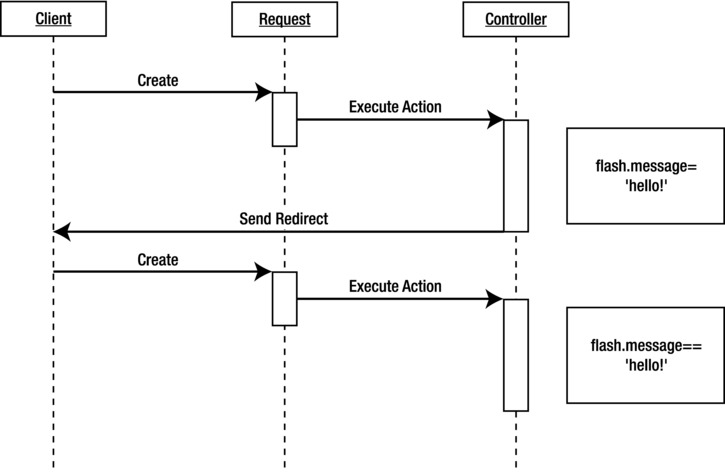 Client
Request
Controller
Create
Execute Action
flash.message=
'hello!'
Send Redirect
Create
Execute Action
flash.message==
'hello!'